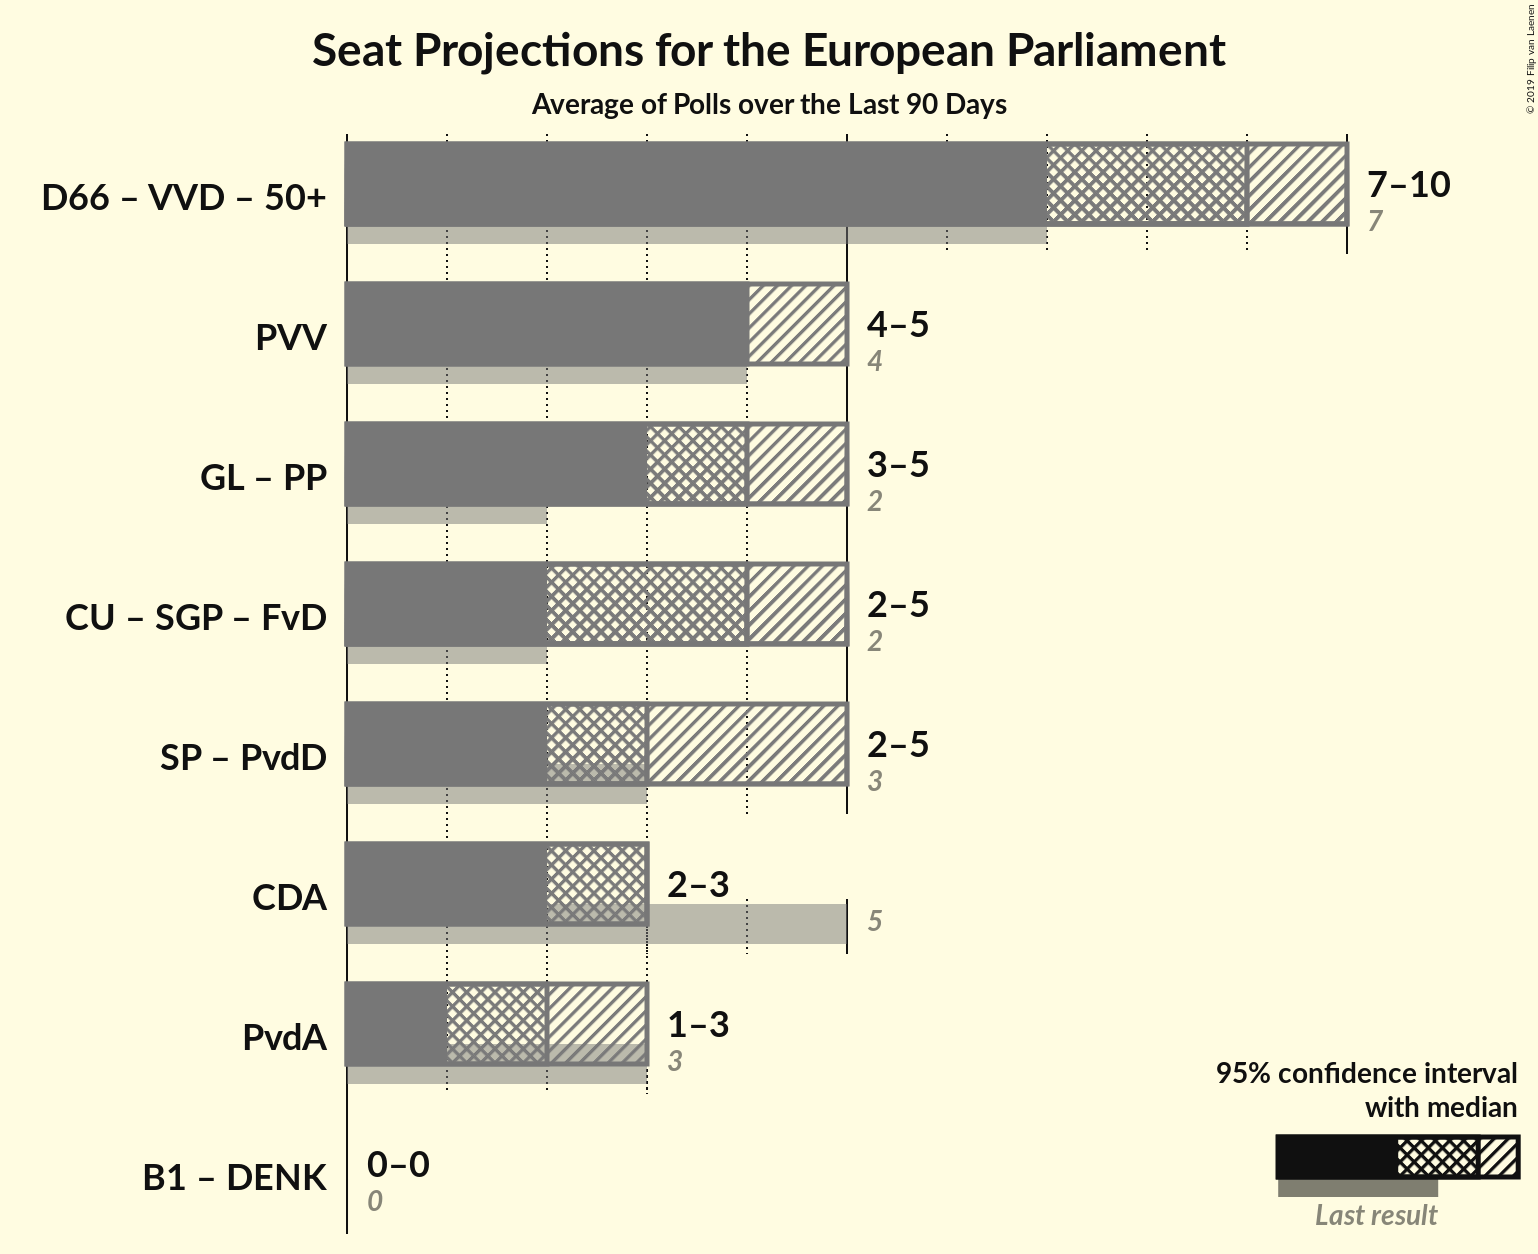 Seat Projections for the European Parliament
Average of Polls over the Last 90 Days
© 2019 Filip van Laenen
D66 – VVD – 50+
7–10
7
PVV
4–5
4
GL – PP
3–5
2
CU – SGP – FvD
2–5
2
SP – PvdD
2–5
3
CDA
2–3
5
PvdA
1–3
3
B1 – DENK
0–0
0
95% confidence interval
with median
Last result